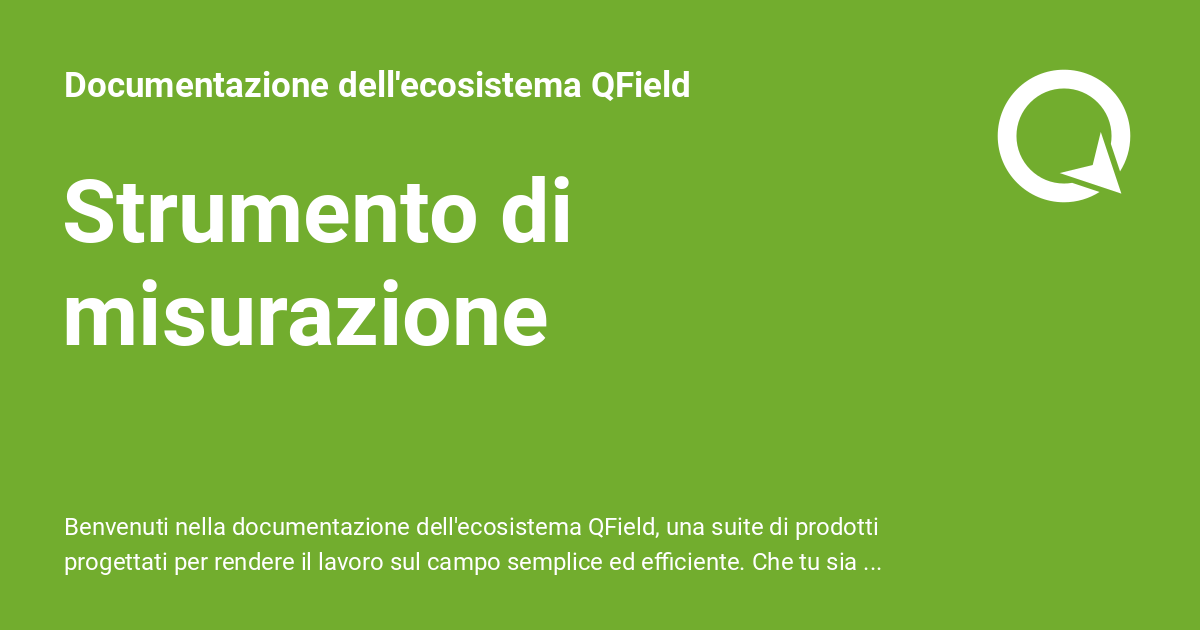 Documentazione dell'ecosistema QField
Strumento di
misurazione
Benvenuti nella documentazione dell'ecosistema QField, una suite di prodotti
progettati per rendere il lavoro sul campo semplice ed efficiente. Che tu sia ...